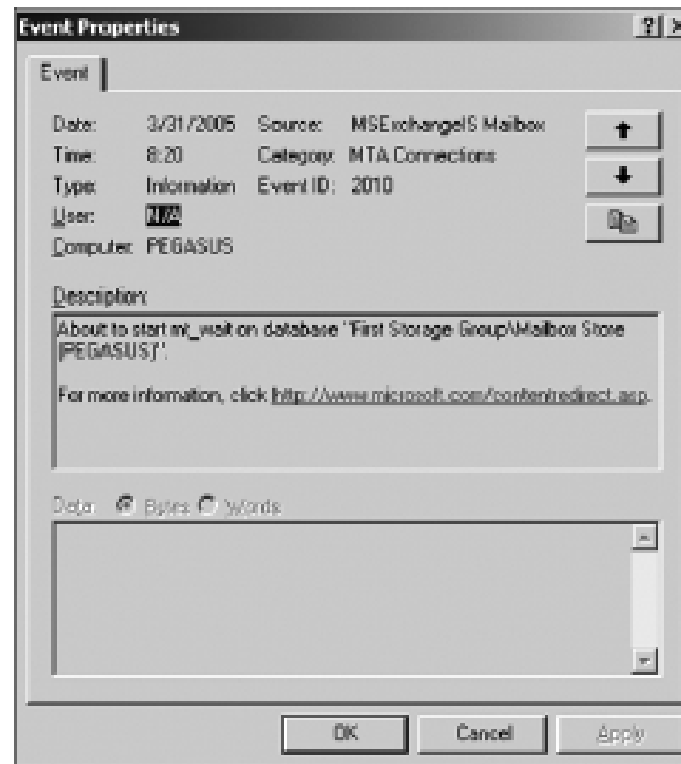 Event Properties
Event
Date: 3/31/2005 Source: MSExchangeIS Mailbox
Time: 8:20 Category: MTA Connections
Type: Information Event ID: 2010
User: N/A
Computer: PEGASUS
Description:
About to start mt_wait on database "First Storage Group\Mailbox Store
(PEGASUS)".
For more information, click http://www.microsoft.com/contentredirect.asp.
Data: Bytes Words
OK Cancel Apply